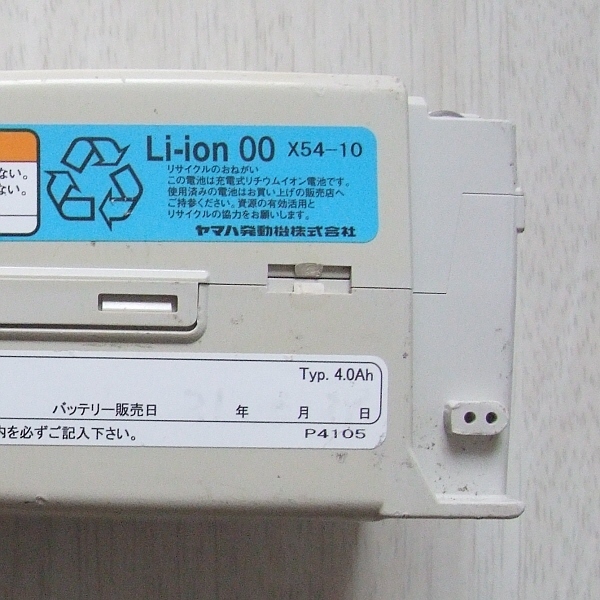 ない。
ない。
Li-ion 00 X54-10
リサイクルのおねがい
この電池は充電式リチウムイオン電池です。
使用済みの電池はお買い上げの販売店へ
ご持参ください。資源の有効活用と
リサイクルの協力をお願いします。
ヤマハ発動機株式会社
Typ. 4.0Ah
バッテリー販売日 年 月 日
内を必ずご記入下さい。 P4105